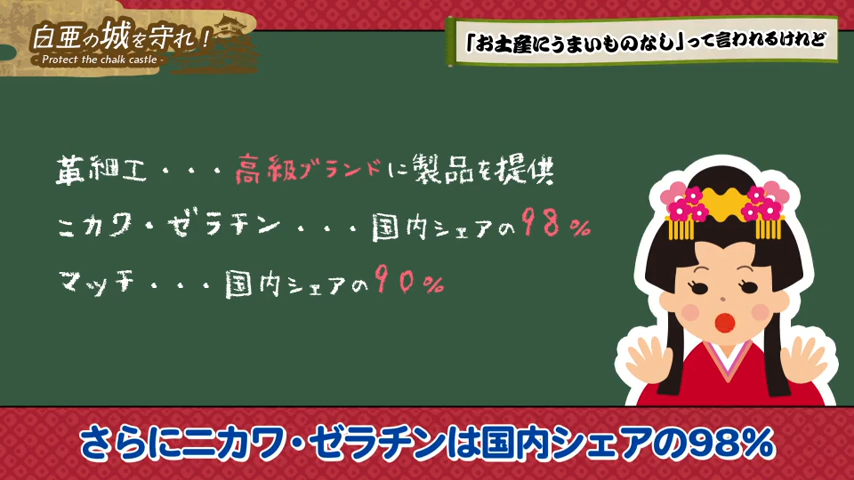 白亜の城を守れ！
- Protect the chalk castle -
「お土産にうまいものなし」って言われるけれど
革細工・・・高級ブランドに製品を提供
ニカワ・ゼラチン・・・国内シェアの98%
マッチ・・・国内シェアの90%
さらにニカワ・ゼラチンは国内シェアの98%